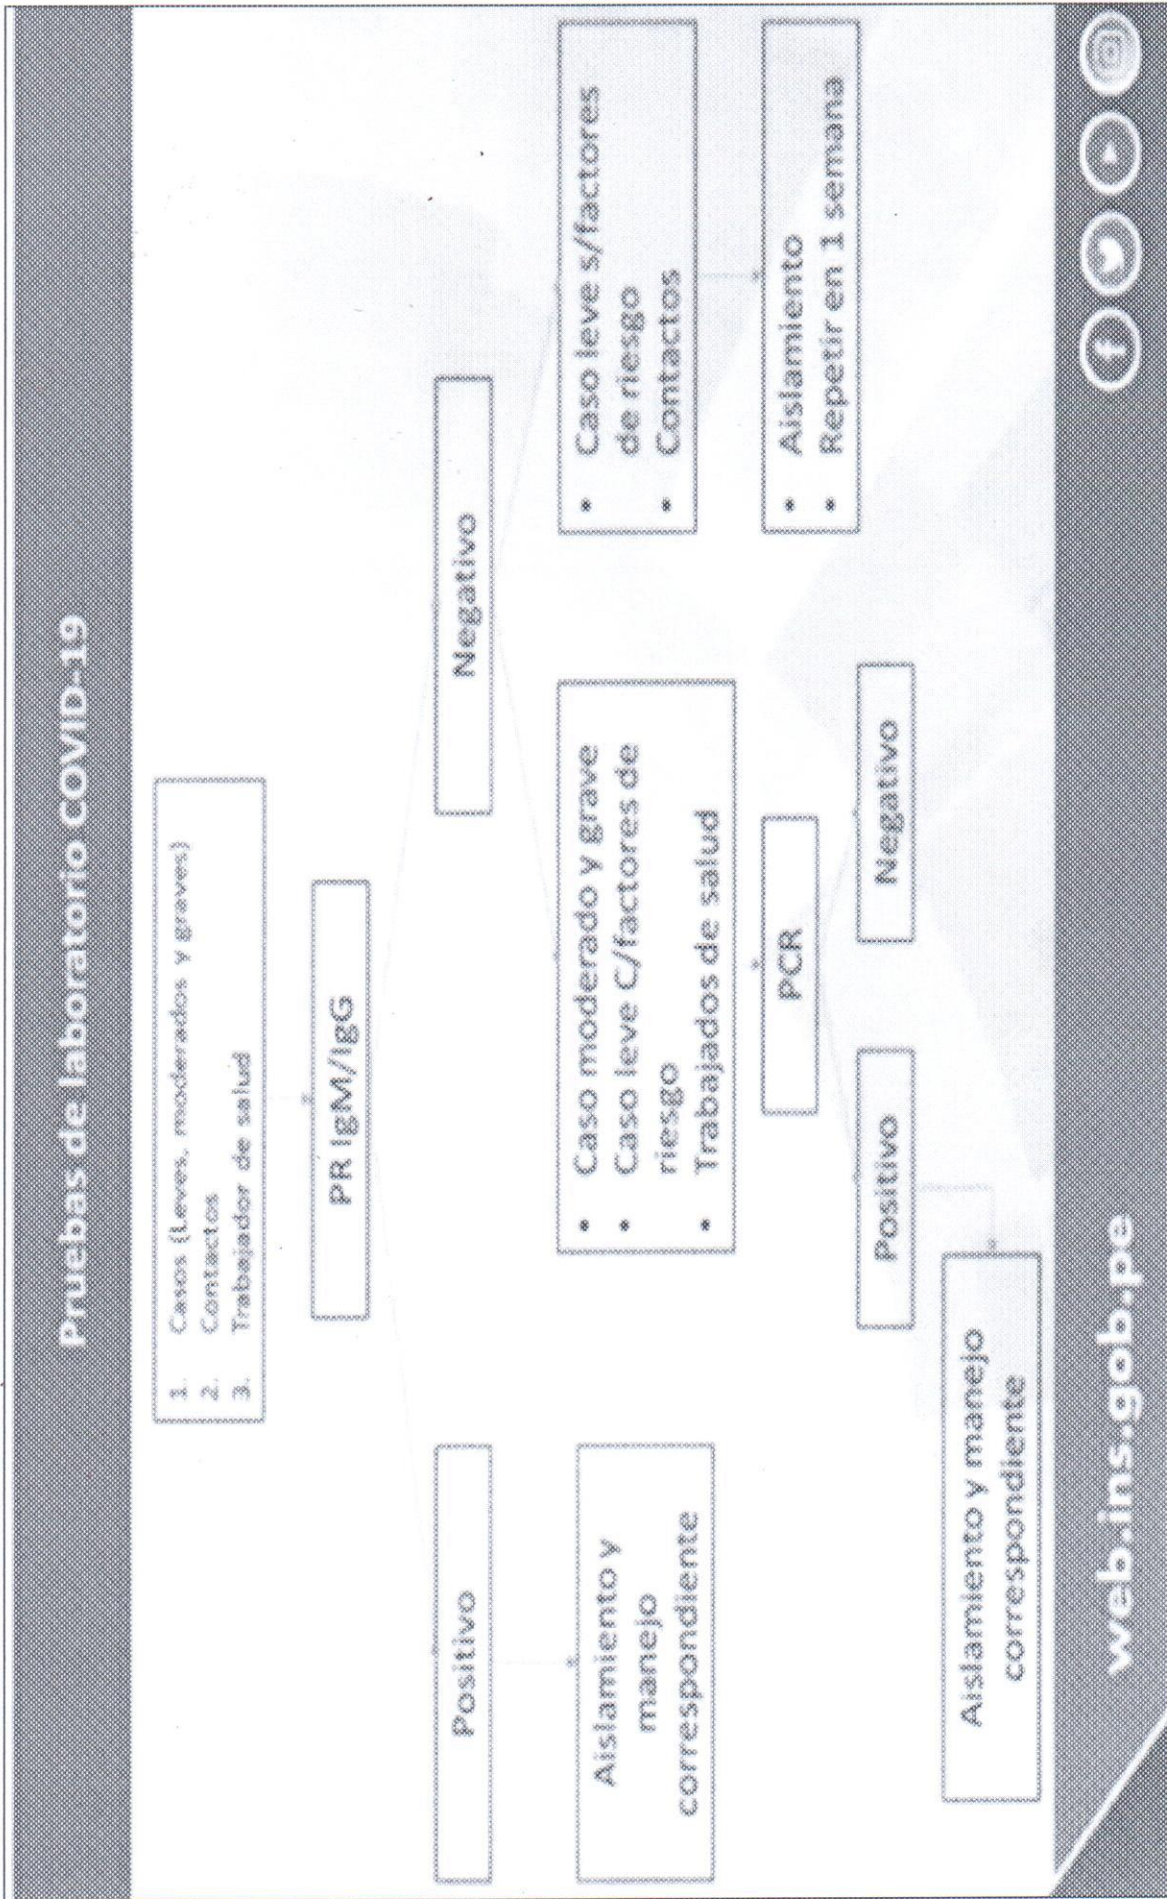 Pruebas de laboratorio COVID-19
1. Casos (Leves, moderados y graves)
2. Contactos
3. Trabajador de salud
PR IgM/IgG
Positivo
Negativo
Aislamiento y
manejo
correspondiente
• Caso moderado y grave
• Caso leve C/factores de
riesgo
• Trabajados de salud
• Caso leve s/factores
de riesgo
• Contactos
PCR
• Aislamiento
• Repetir en 1 semana
Positivo
Negativo
Aislamiento y manejo
correspondiente
web.ins.gob.pe